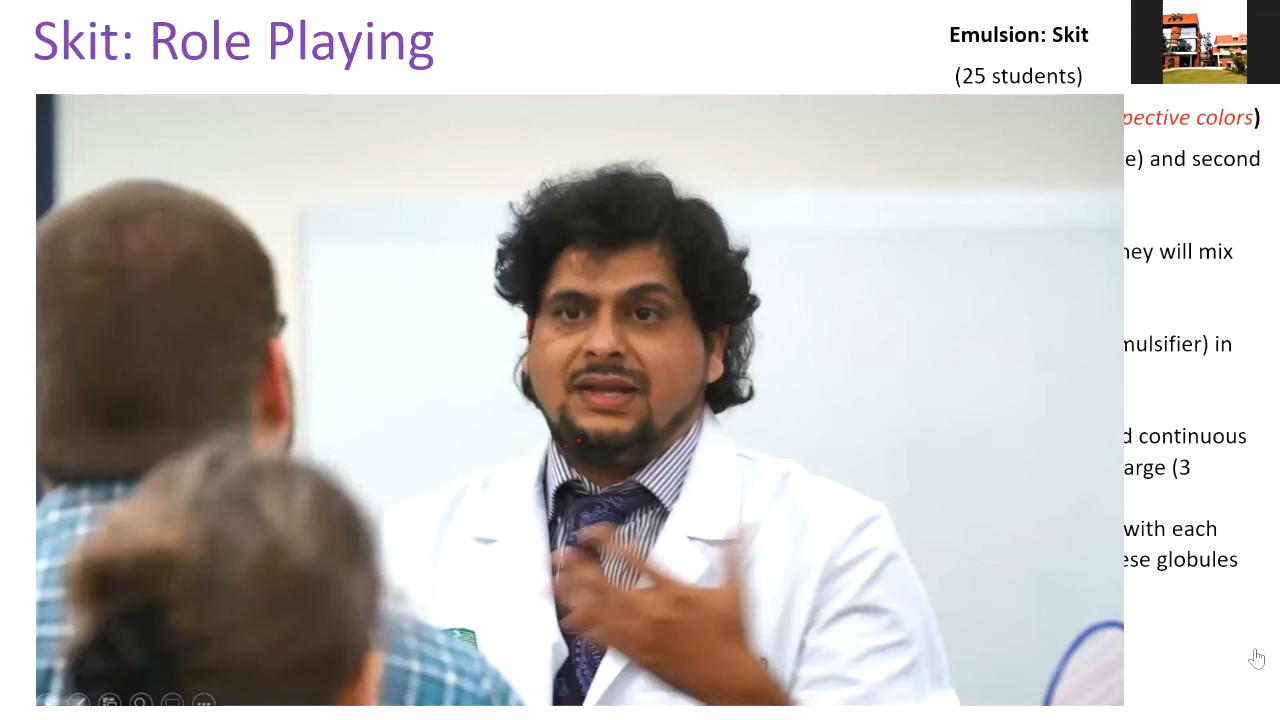 Skit: Role Playing
Emulsion: Skit
(25 students)
pective colors)
e) and second
hey will mix
mulsifier) in
d continuous
arge (3
with each
ese globules